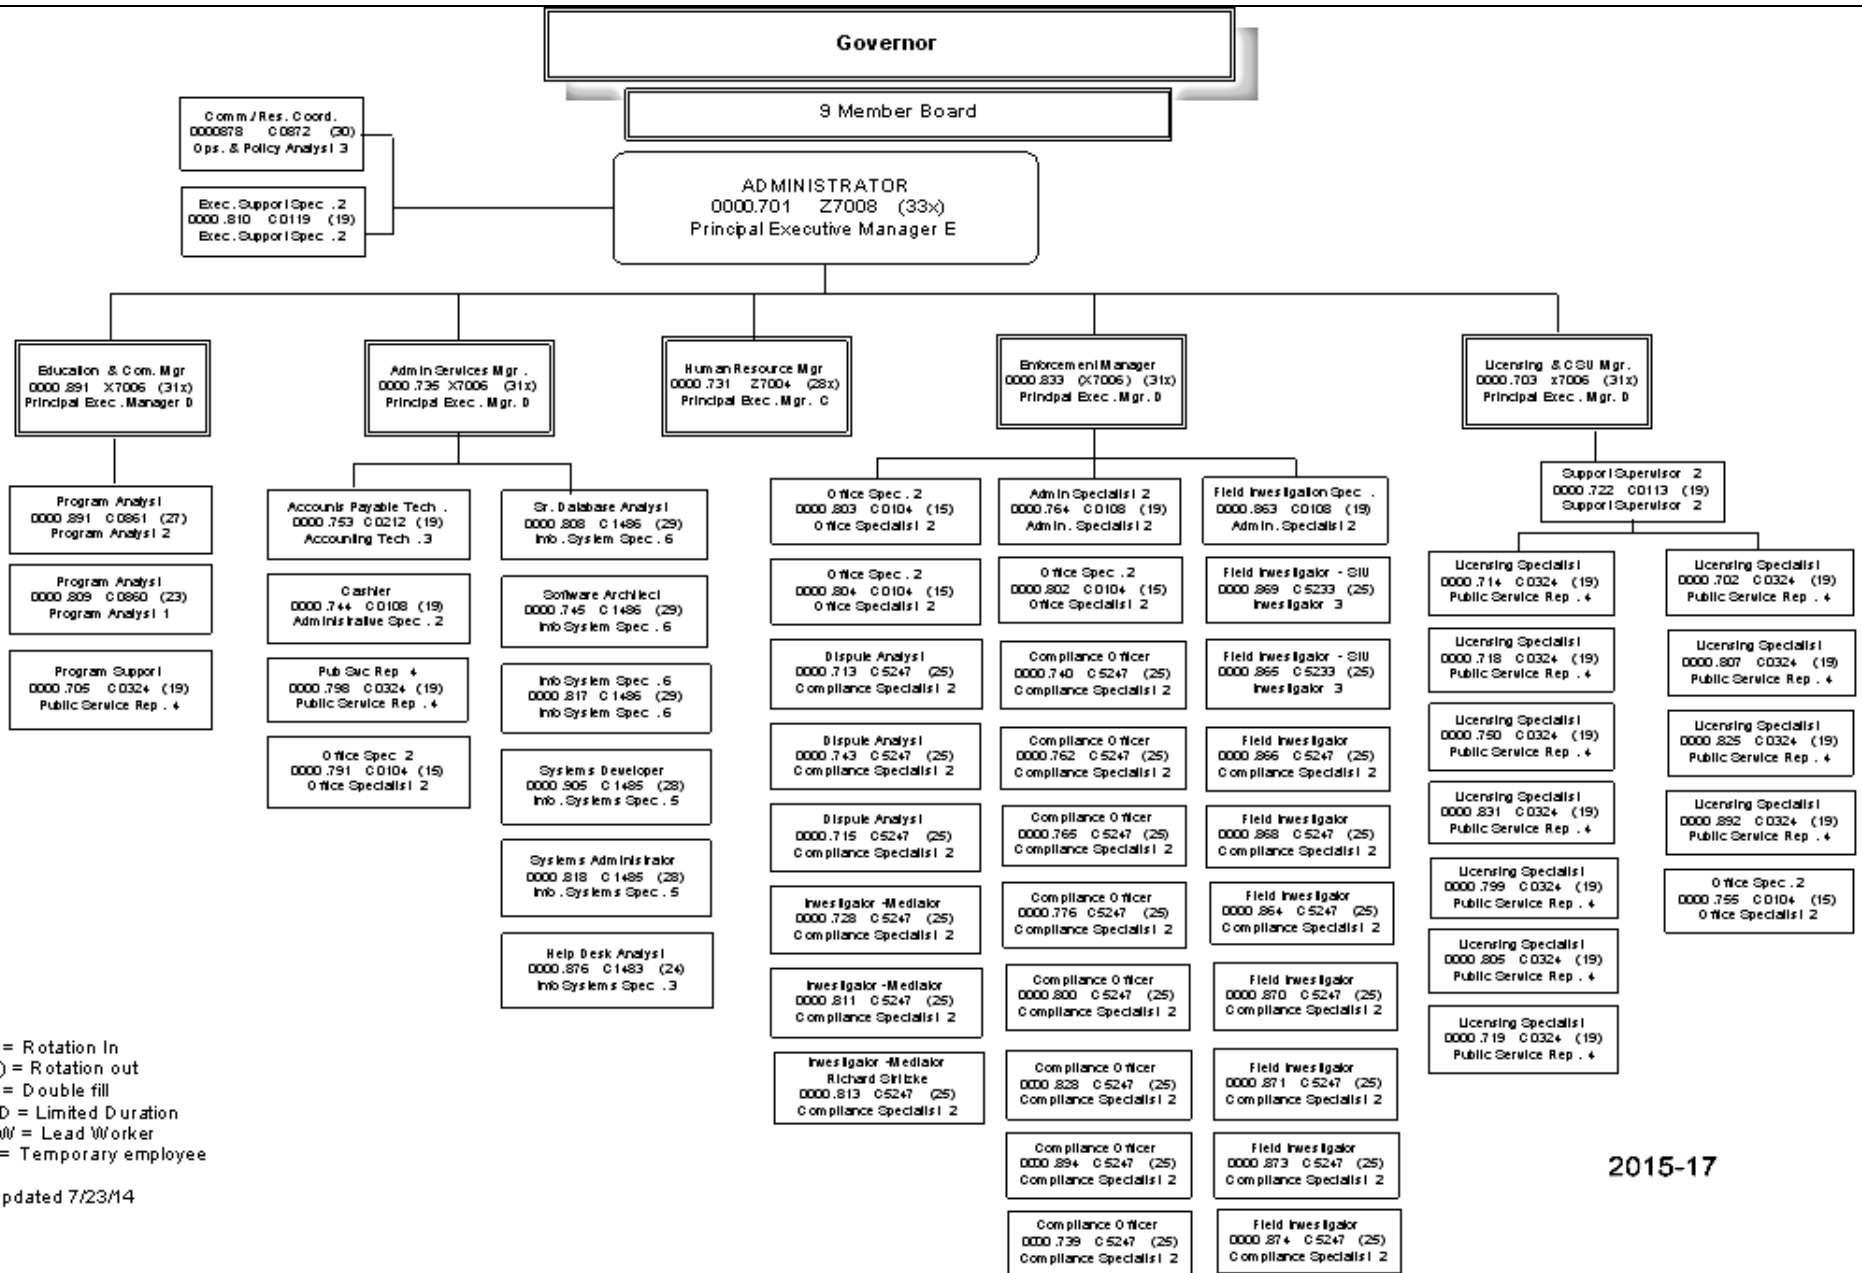 Governor
9 Member Board
Comm./Res. Coord.
0000878 C0872 (30)
Ops. & Policy Analyst 3
Exec. Support Spec. 2
0000.810 C0119 (19)
Exec. Support Spec. 2
ADMINISTRATOR
0000.701 Z7008 (33x)
Principal Executive Manager E
Education & Com. Mgr
0000.891 X7006 (31x)
Principal Exec. Manager D
Admin Services Mgr.
0000.735 X7006 (31x)
Principal Exec. Mgr. D
Human Resource Mgr
0000.731 Z7004 (28x)
Principal Exec. Mgr. C
Enforcement Manager
0000.833 (X7006) (31x)
Principal Exec. Mgr. D
Licensing & CSU Mgr.
0000.703 x7006 (31x)
Principal Exec. Mgr. D
Program Analyst
0000.891 C0861 (27)
Program Analyst 2
Program Analyst
0000.809 C0860 (23)
Program Analyst 1
Program Support
0000.705 C0324 (19)
Public Service Rep. 4
Accounts Payable Tech.
0000.753 C0212 (19)
Accounting Tech. 3
Cashier
0000.744 C0108 (19)
Administrative Spec. 2
Pub Svc Rep 4
0000.798 C0324 (19)
Public Service Rep. 4
Office Spec. 2
0000.791 C0104 (15)
Office Specialist 2
Sr. Database Analyst
0000.808 C1486 (29)
Info. System Spec. 6
Software Architect
0000.745 C1486 (29)
Info System Spec. 6
Info System Spec. 6
0000.817 C1486 (29)
Info System Spec. 6
Systems Developer
0000.905 C1485 (28)
Info. Systems Spec. 5
Systems Administrator
0000.818 C1485 (28)
Info. Systems Spec. 5
Help Desk Analyst
0000.876 C1483 (24)
Info Systems Spec. 3
Office Spec. 2
0000.803 C0104 (15)
Office Specialist 2
Office Spec. 2
0000.804 C0104 (15)
Office Specialist 2
Dispute Analyst
0000.713 C5247 (25)
Compliance Specialist 2
Dispute Analyst
0000.743 C5247 (25)
Compliance Specialist 2
Dispute Analyst
0000.715 C5247 (25)
Compliance Specialist 2
Investigator -Mediator
0000.728 C5247 (25)
Compliance Specialist 2
Investigator -Mediator
0000.811 C5247 (25)
Compliance Specialist 2
Investigator -Mediator
Richard Stritzke
0000.813 C5247 (25)
Compliance Specialist 2
Admin Specialist 2
0000.764 C0108 (19)
Admin. Specialist 2
Office Spec. 2
0000.802 C0104 (15)
Office Specialist 2
Compliance Officer
0000.740 C5247 (25)
Compliance Specialist 2
Compliance Officer
0000.762 C5247 (25)
Compliance Specialist 2
Compliance Officer
0000.765 C5247 (25)
Compliance Specialist 2
Compliance Officer
0000.776 C5247 (25)
Compliance Specialist 2
Compliance Officer
0000.800 C5247 (25)
Compliance Specialist 2
Compliance Officer
0000.828 C5247 (25)
Compliance Specialist 2
Compliance Officer
0000.894 C5247 (25)
Compliance Specialist 2
Compliance Officer
0000.739 C5247 (25)
Compliance Specialist 2
Field Investigation Spec.
0000.863 C0108 (19)
Admin. Specialist 2
Field Investigator - SIU
0000.869 C5233 (25)
Investigator 3
Field Investigator - SIU
0000.865 C5233 (25)
Investigator 3
Field Investigator
0000.866 C5247 (25)
Compliance Specialist 2
Field Investigator
0000.868 C5247 (25)
Compliance Specialist 2
Field Investigator
0000.864 C5247 (25)
Compliance Specialist 2
Field Investigator
0000.870 C5247 (25)
Compliance Specialist 2
Field Investigator
0000.871 C5247 (25)
Compliance Specialist 2
Field Investigator
0000.873 C5247 (25)
Compliance Specialist 2
Field Investigator
0000.874 C5247 (25)
Compliance Specialist 2
Support Supervisor 2
0000.722 C0113 (19)
Support Supervisor 2
Licensing Specialist
0000.714 C0324 (19)
Public Service Rep. 4
Licensing Specialist
0000.718 C0324 (19)
Public Service Rep. 4
Licensing Specialist
0000.750 C0324 (19)
Public Service Rep. 4
Licensing Specialist
0000.831 C0324 (19)
Public Service Rep. 4
Licensing Specialist
0000.799 C0324 (19)
Public Service Rep. 4
Licensing Specialist
0000.805 C0324 (19)
Public Service Rep. 4
Licensing Specialist
0000.719 C0324 (19)
Public Service Rep. 4
Licensing Specialist
0000.702 C0324 (19)
Public Service Rep. 4
Licensing Specialist
0000.807 C0324 (19)
Public Service Rep. 4
Licensing Specialist
0000.825 C0324 (19)
Public Service Rep. 4
Licensing Specialist
0000.892 C0324 (19)
Public Service Rep. 4
Office Spec. 2
0000.755 C0104 (15)
Office Specialist 2
= Rotation In
) = Rotation out
= Double fill
D = Limited Duration
W = Lead Worker
= Temporary employee
pdated 7/23/14
2015-17